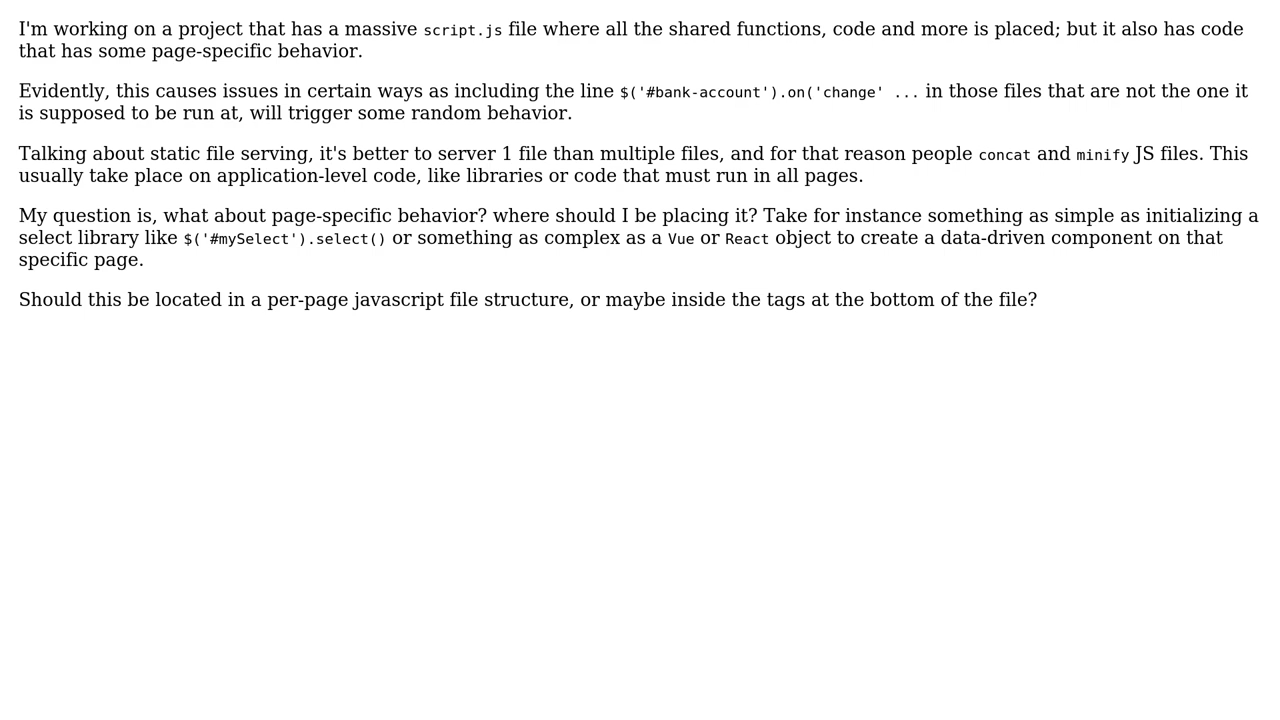 I'm working on a project that has a massive script.js file where all the shared functions, code and more is placed; but it also has code
that has some page-specific behavior.
Evidently, this causes issues in certain ways as including the line $('#bank-account').on('change' ... in those files that are not the one it
is supposed to be run at, will trigger some random behavior.
Talking about static file serving, it's better to server 1 file than multiple files, and for that reason people concat and minify JS files. This
usually take place on application-level code, like libraries or code that must run in all pages.
My question is, what about page-specific behavior? where should I be placing it? Take for instance something as simple as initializing a
select library like $('#mySelect').select() or something as complex as a Vue or React object to create a data-driven component on that
specific page.
Should this be located in a per-page javascript file structure, or maybe inside the tags at the bottom of the file?